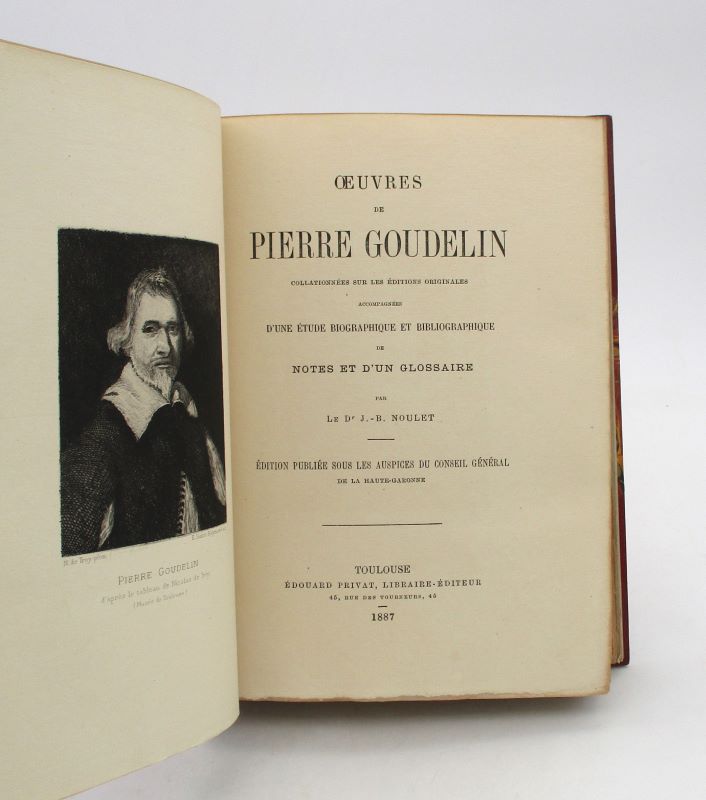 N. de Troy pinx.
PIERRE GOUDELIN
d'après le tableau de Nicolas de Troy
(Musée de Toulouse)
ŒUVRES
DE
PIERRE GOUDELIN
COLLATIONNÉES SUR LES ÉDITIONS ORIGINALES
ACCOMPAGNÉES
D'UNE ÉTUDE BIOGRAPHIQUE ET BIBLIOGRAPHIQUE
DE
NOTES ET D'UN GLOSSAIRE
PAR
LE Dr J.-B. NOULET
ÉDITION PUBLIÉE SOUS LES AUSPICES DU CONSEIL GÉNÉRAL
DE LA HAUTE-GARONNE
TOULOUSE
ÉDOUARD PRIVAT, LIBRAIRE-ÉDITEUR
45, RUE DES TOURNEURS, 45
1887